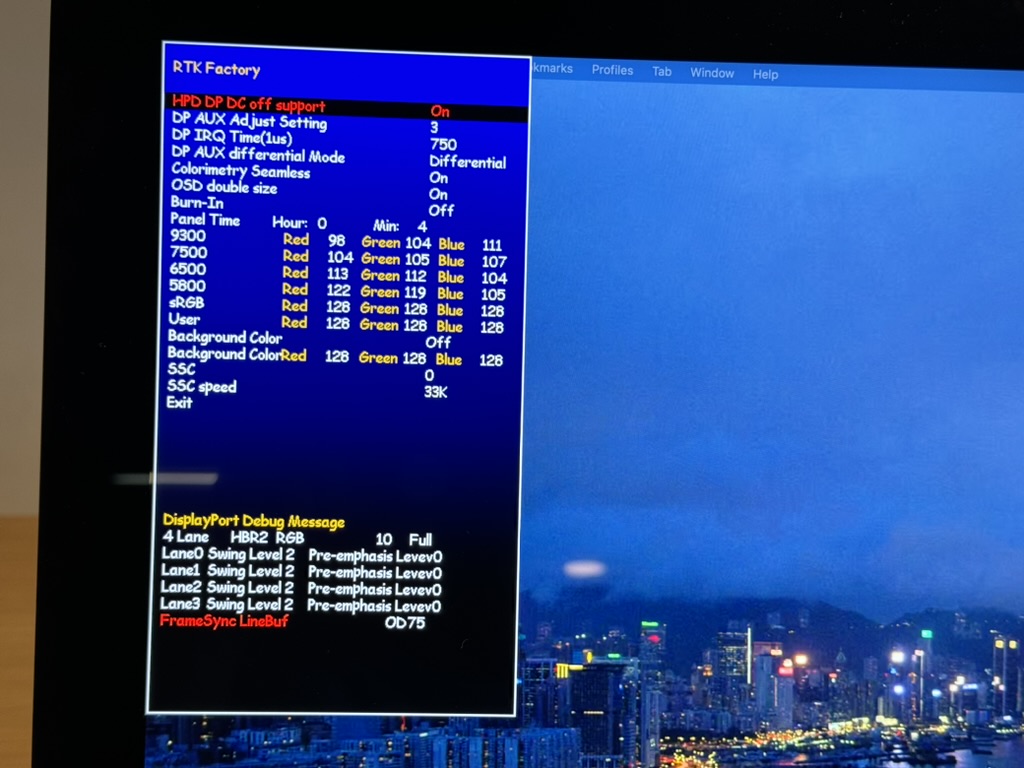 RTK Factory
kmarks Profiles Tab Window Help
HPD DP DC off support On
DP AUX Adjust Setting 3
DP IRQ Time(1us) 750
DP AUX differential Mode Differential
Colorimetry Seamless On
OSD double size On
Burn-In Off
Panel Time Hour: 0 Min: 4
9300 Red 98 Green 104 Blue 111
7500 Red 104 Green 105 Blue 107
6500 Red 113 Green 112 Blue 104
5800 Red 122 Green 119 Blue 105
sRGB Red 128 Green 128 Blue 128
User Red 128 Green 128 Blue 128
Background Color Off
Background Color Red 128 Green 128 Blue 128
SSC 0
SSC speed 33K
Exit
DisplayPort Debug Message
4 Lane HBR2 RGB 10 Full
Lane0 Swing Level 2 Pre-emphasis Levev0
Lane1 Swing Level 2 Pre-emphasis Levev0
Lane2 Swing Level 2 Pre-emphasis Levev0
Lane3 Swing Level 2 Pre-emphasis Levev0
FrameSync LineBuf OD75